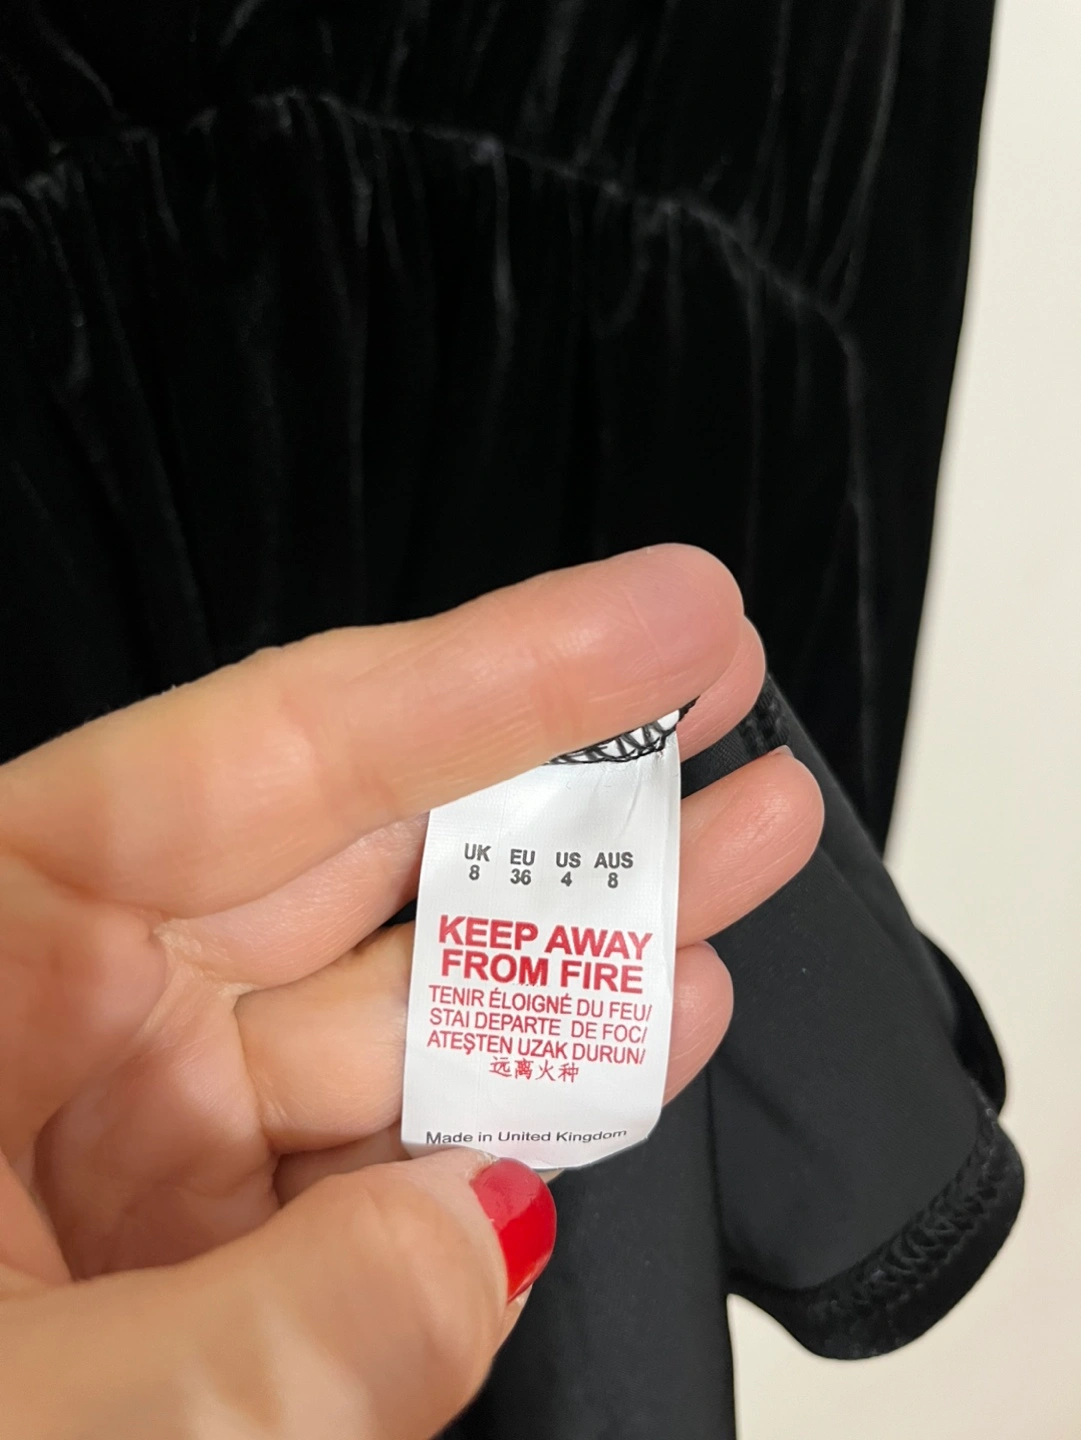 UK EU US AUS
8 36 4 8
KEEP AWAY
FROM FIRE
TENIR ÉLOIGNÉ DU FEU/
STAI DEPARTE DE FOC/
ATEŞTEN UZAK DURUN/
远离火种
Made in United Kingdom